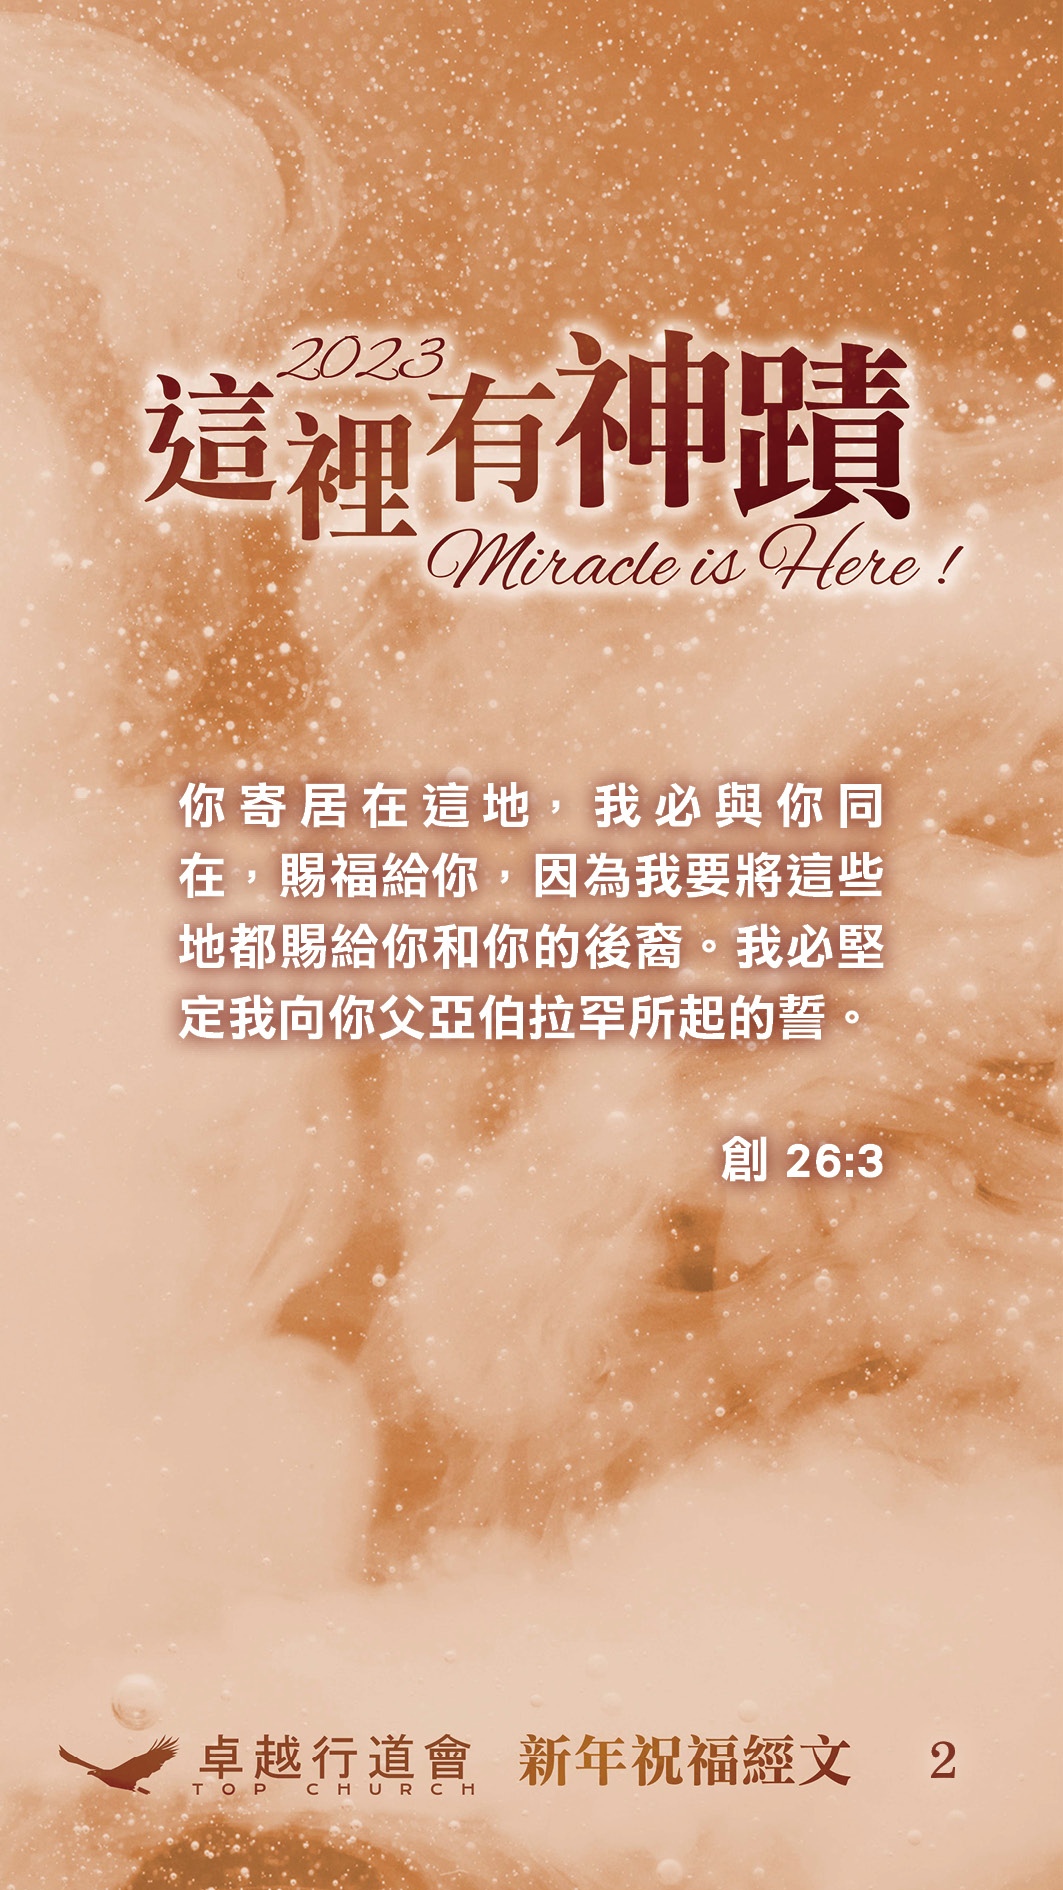 2023
這裡有神蹟
Miracle is Here !
你寄居在這地，我必與你同
在，賜福給你，因為我要將這些
地都賜給你和你的後裔。我必堅
定我向你父亞伯拉罕所起的誓。
創 26:3
卓越行道會 新年祝福經文 2
TOP CHURCH